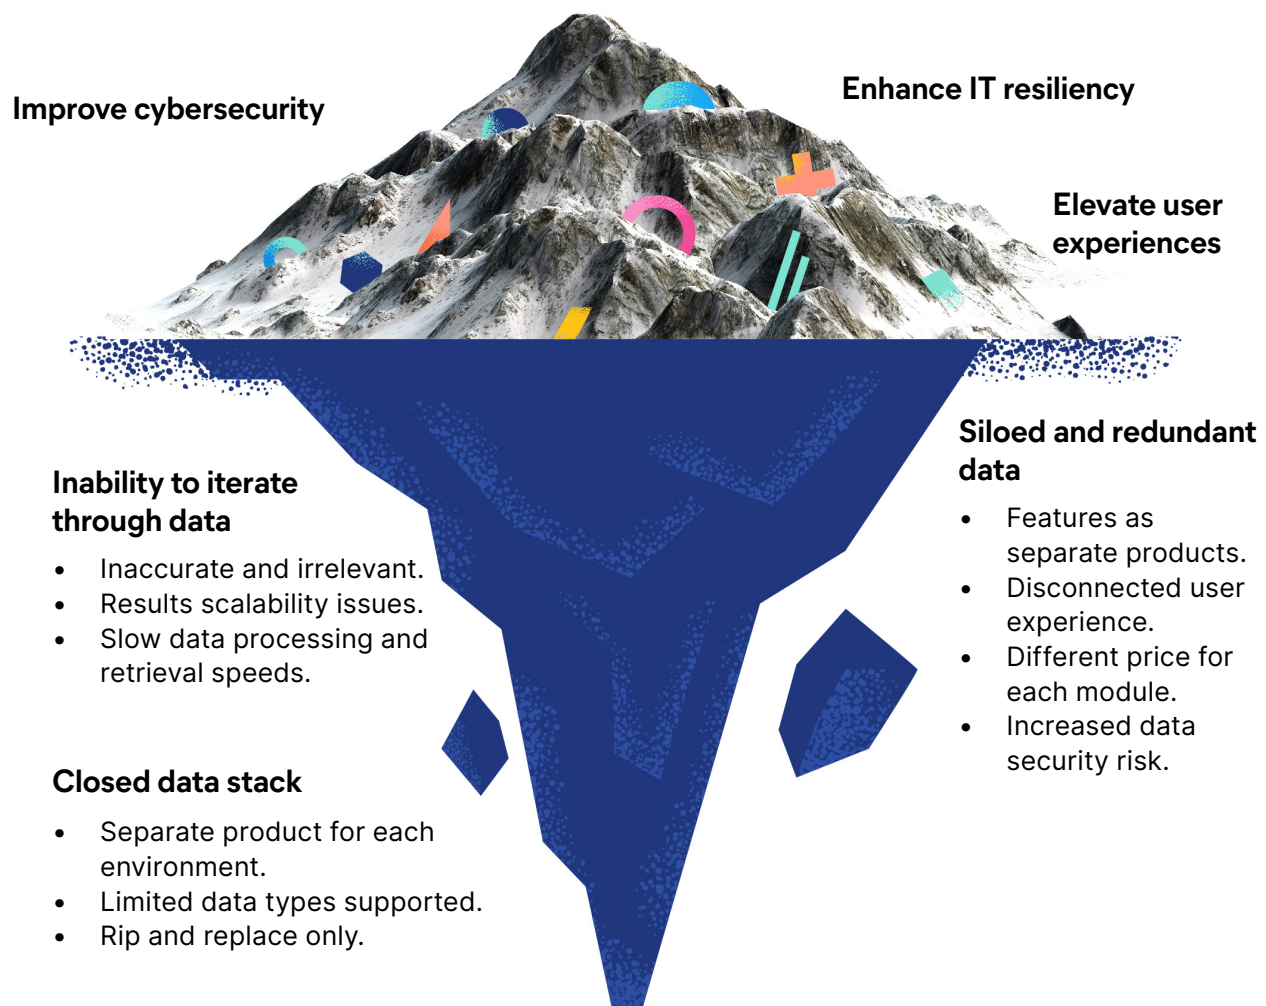 Improve cybersecurity
Enhance IT resiliency
Elevate user
experiences
Inability to iterate
through data
• Inaccurate and irrelevant.
• Results scalability issues.
• Slow data processing and
retrieval speeds.
Closed data stack
• Separate product for each
environment.
• Limited data types supported.
• Rip and replace only.
Siloed and redundant
data
• Features as
separate products.
• Disconnected user
experience.
• Different price for
each module.
• Increased data
security risk.